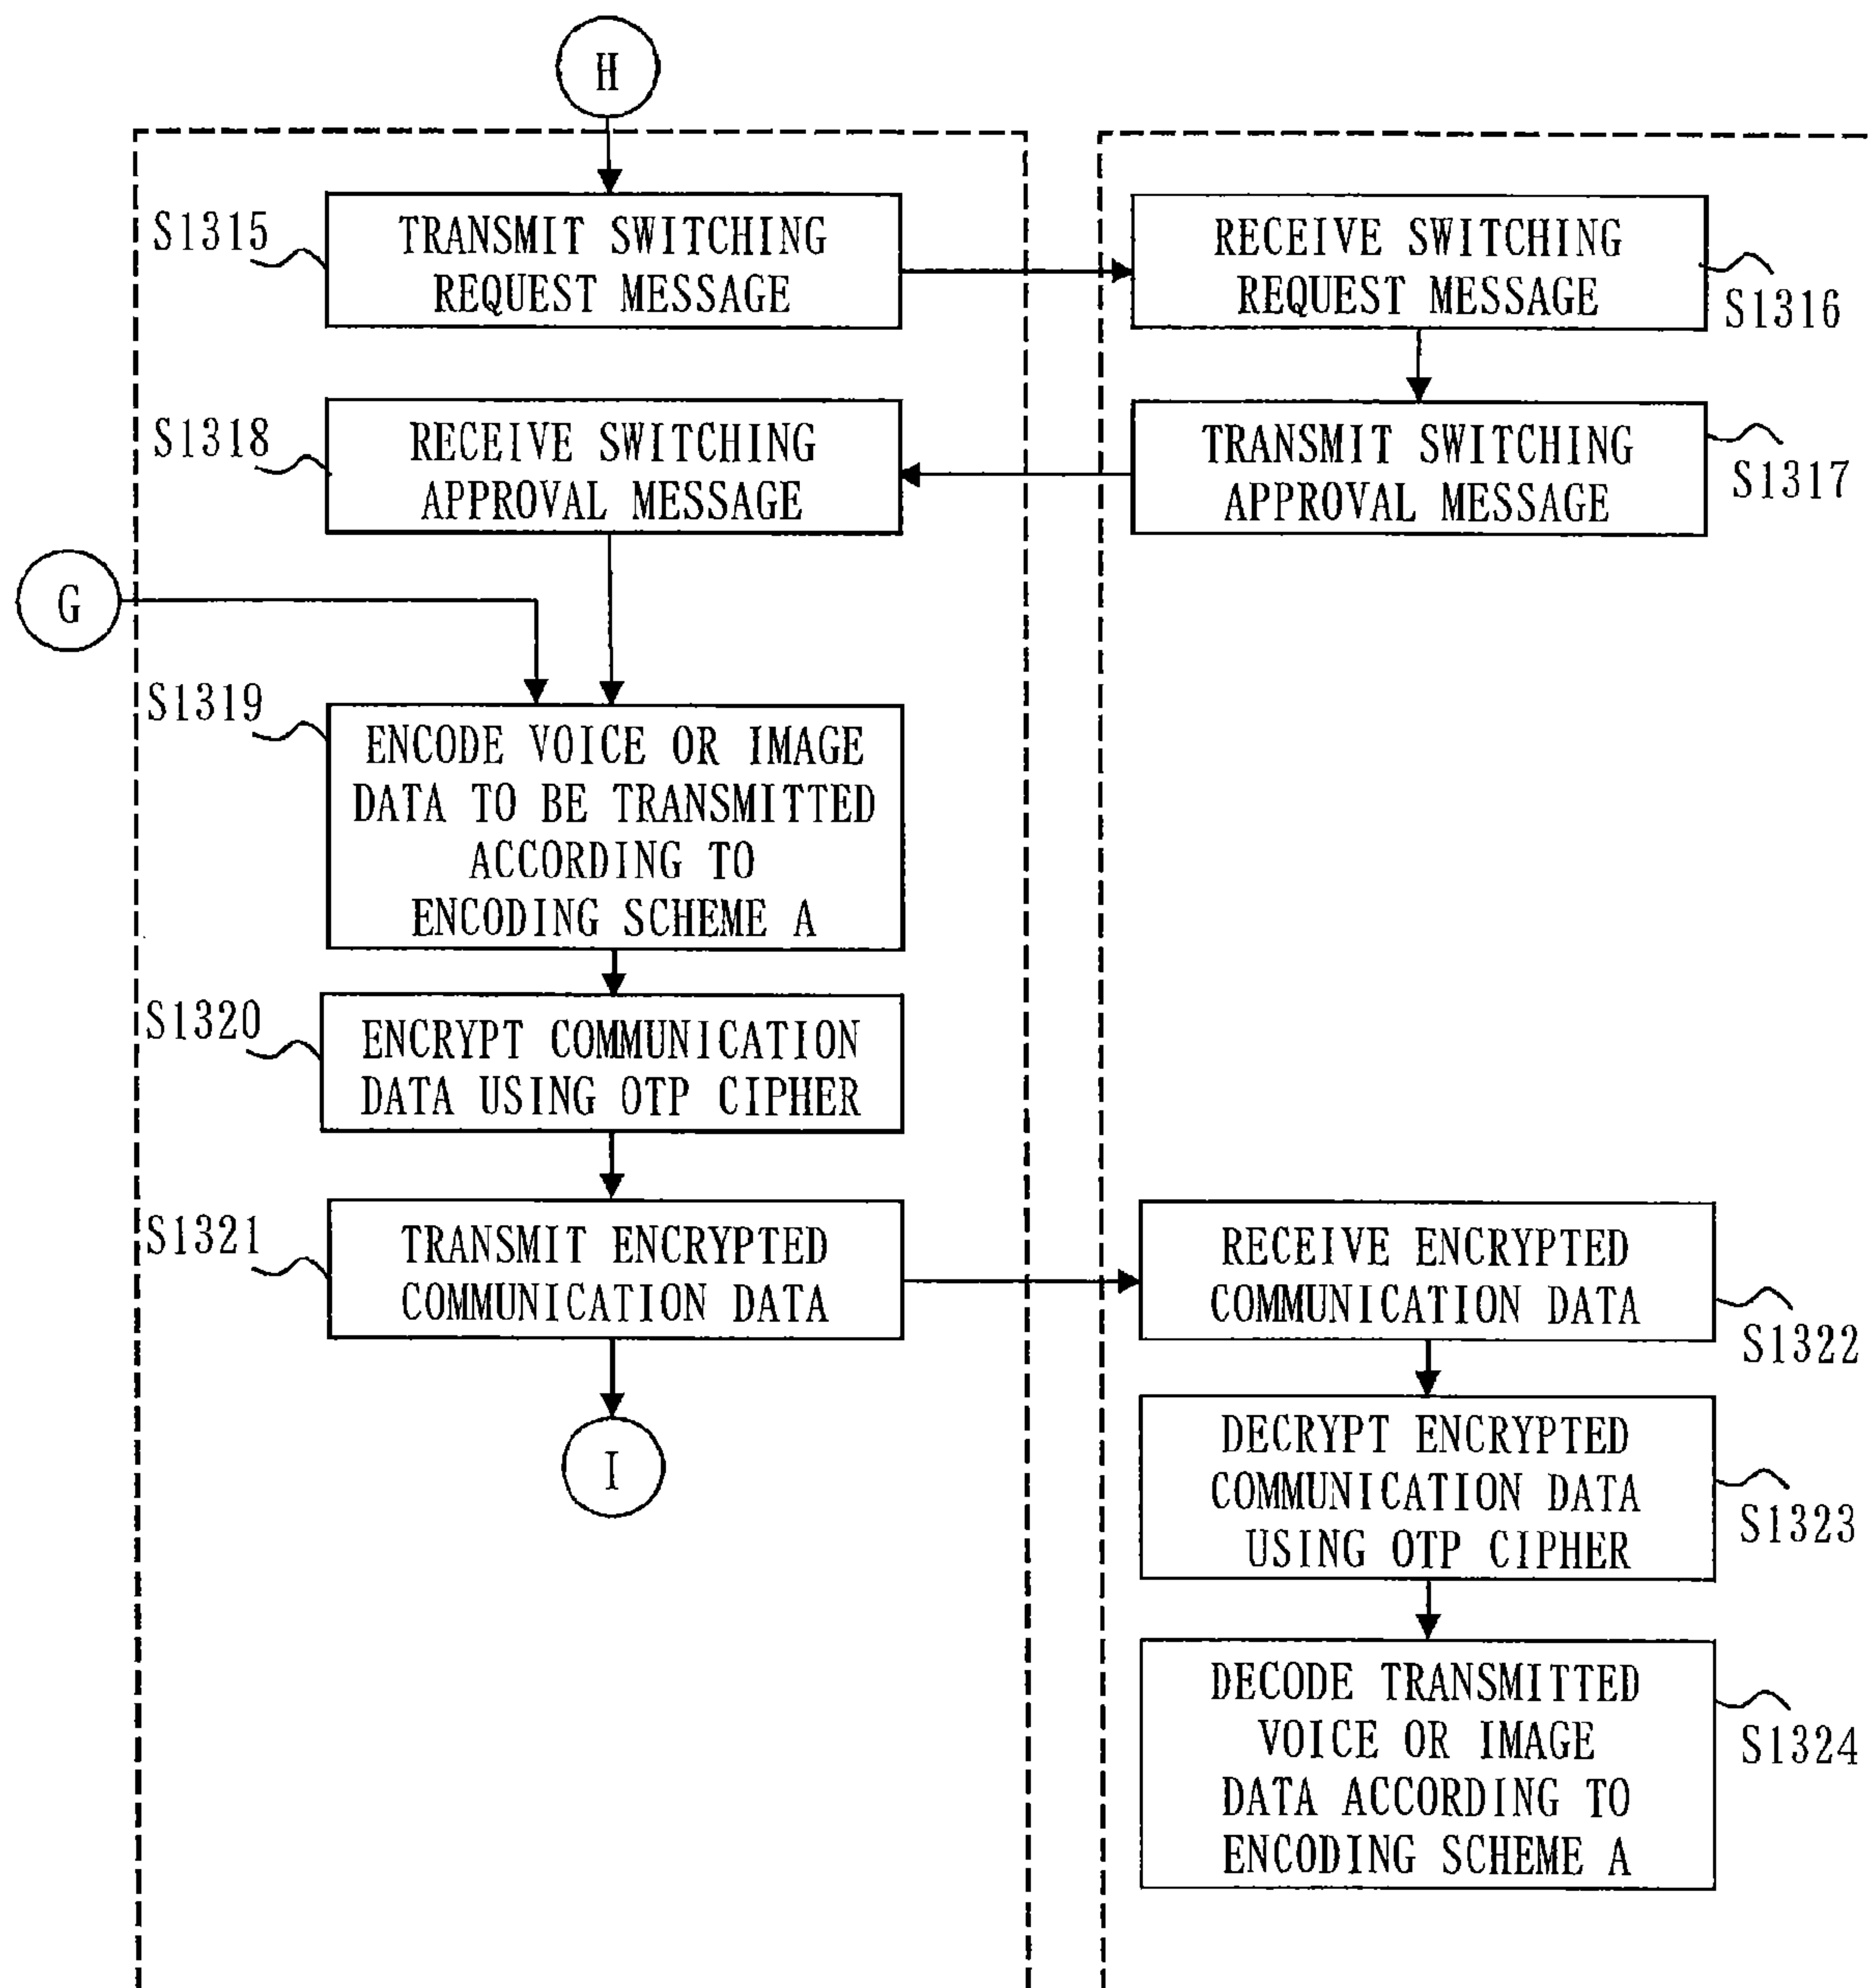 H
S1315
TRANSMIT SWITCHING
REQUEST MESSAGE
RECEIVE SWITCHING
REQUEST MESSAGE
S1316
S1318
RECEIVE SWITCHING
APPROVAL MESSAGE
TRANSMIT SWITCHING
APPROVAL MESSAGE
S1317
G
S1319
ENCODE VOICE OR IMAGE
DATA TO BE TRANSMITTED
ACCORDING TO
ENCODING SCHEME A
S1320
ENCRYPT COMMUNICATION
DATA USING OTP CIPHER
S1321
TRANSMIT ENCRYPTED
COMMUNICATION DATA
RECEIVE ENCRYPTED
COMMUNICATION DATA
S1322
I
DECRYPT ENCRYPTED
COMMUNICATION DATA
USING OTP CIPHER
S1323
DECODE TRANSMITTED
VOICE OR IMAGE
DATA ACCORDING TO
ENCODING SCHEME A
S1324